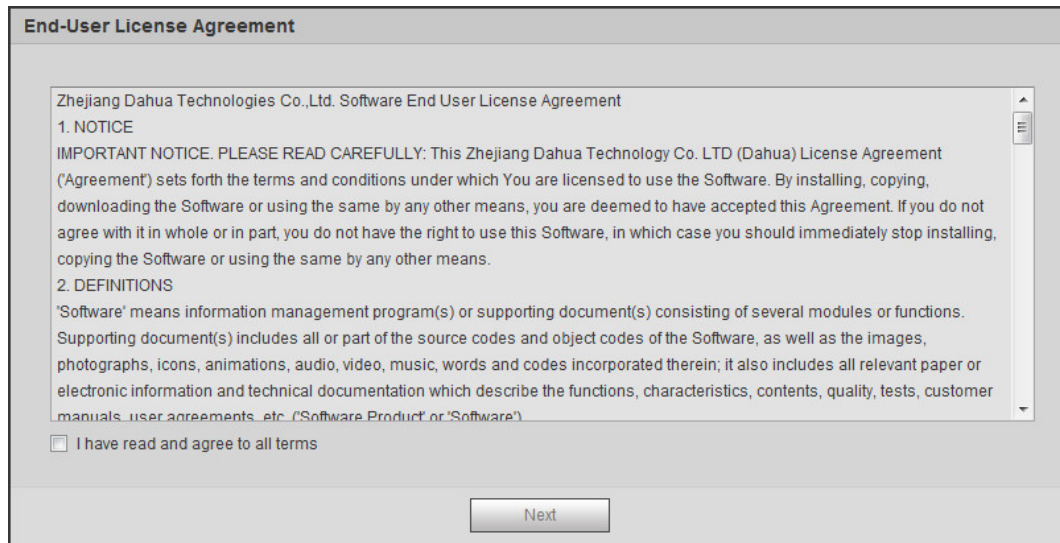 End-User License Agreement
Zhejiang Dahua Technologies Co.,Ltd. Software End User License Agreement
1. NOTICE
IMPORTANT NOTICE. PLEASE READ CAREFULLY: This Zhejiang Dahua Technology Co. LTD (Dahua) License Agreement
('Agreement') sets forth the terms and conditions under which You are licensed to use the Software. By installing, copying,
downloading the Software or using the same by any other means, you are deemed to have accepted this Agreement. If you do not
agree with it in whole or in part, you do not have the right to use this Software, in which case you should immediately stop installing,
copying the Software or using the same by any other means.
2. DEFINITIONS
'Software' means information management program(s) or supporting document(s) consisting of several modules or functions.
Supporting document(s) includes all or part of the source codes and object codes of the Software, as well as the images,
photographs, icons, animations, audio, video, music, words and codes incorporated therein; it also includes all relevant paper or
electronic information and technical documentation which describe the functions, characteristics, contents, quality, tests, customer
manuals, user agreements, etc. ('Software Product' or 'Software')
I have read and agree to all terms
Next